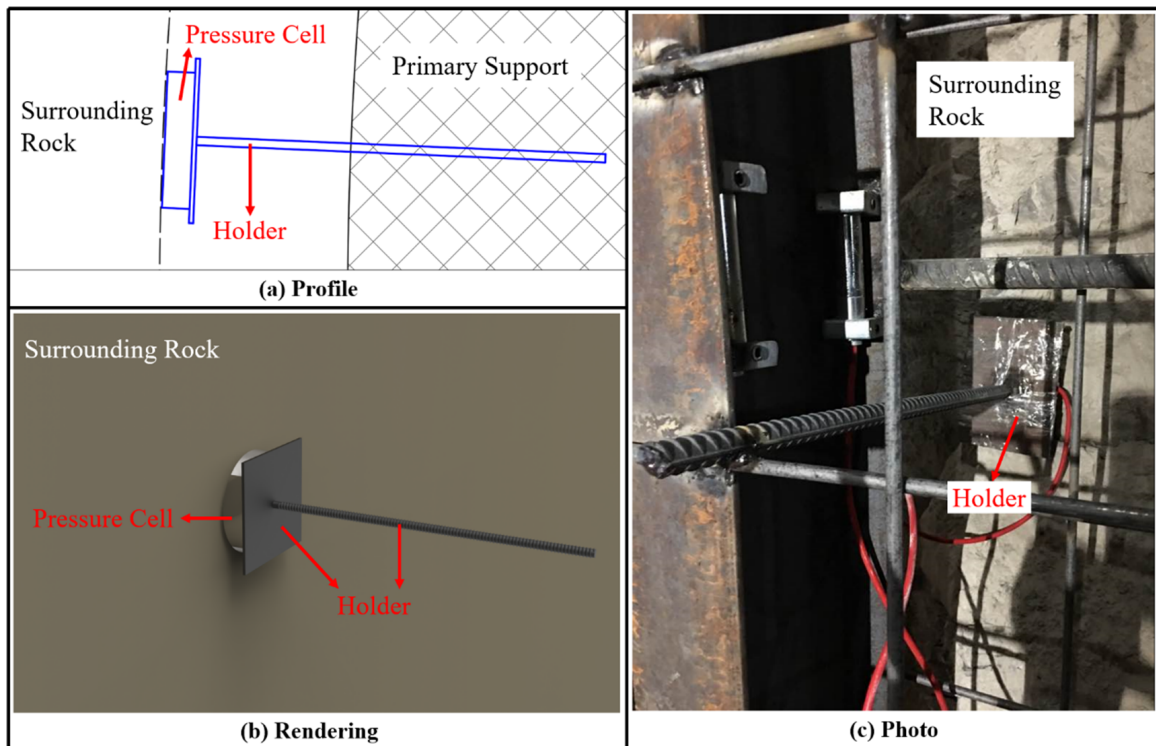 Pressure Cell
Primary Support
Surrounding
Rock
Holder
(a) Profile
Surrounding Rock
Pressure Cell
Holder
(b) Rendering
Surrounding
Rock
Holder
(c) Photo